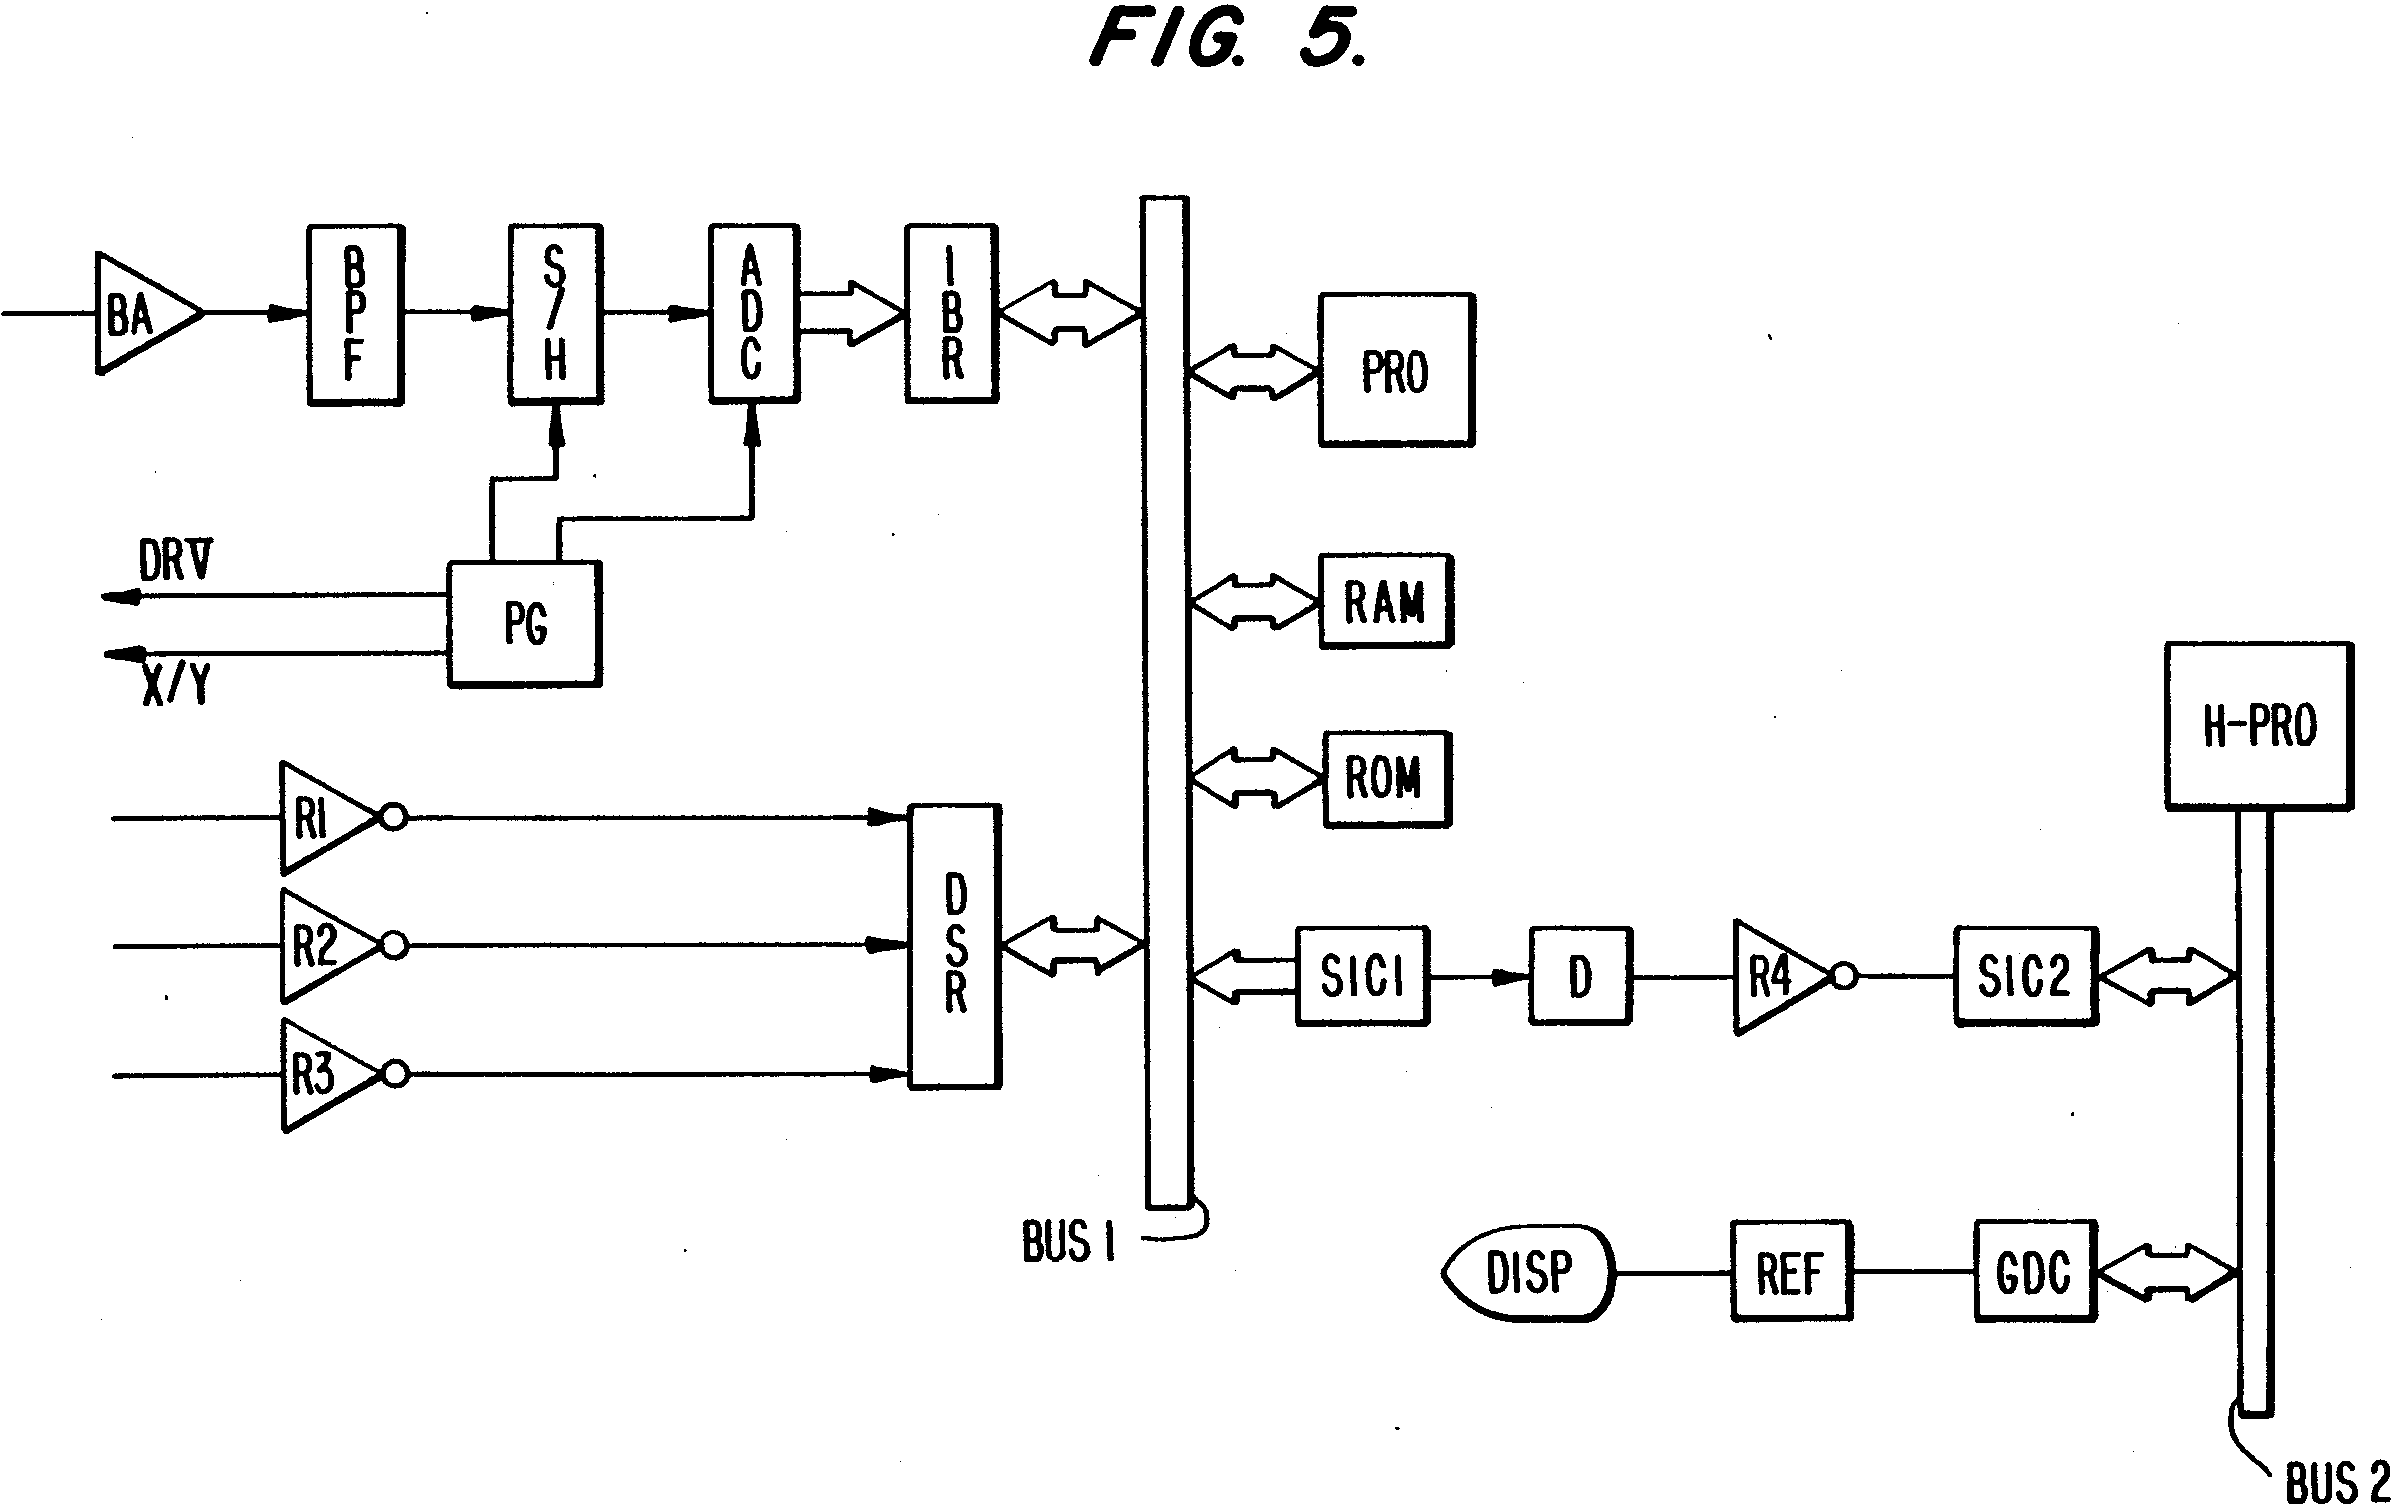 FIG. 5.
BA
BPF
S/H
ADC
IBR
PRO
DRV
PG
X/Y
RAM
H-PRO
ROM
R1
R2
R3
DSR
SIC1
D
R4
SIC2
BUS 1
DISP
REF
GDC
BUS 2